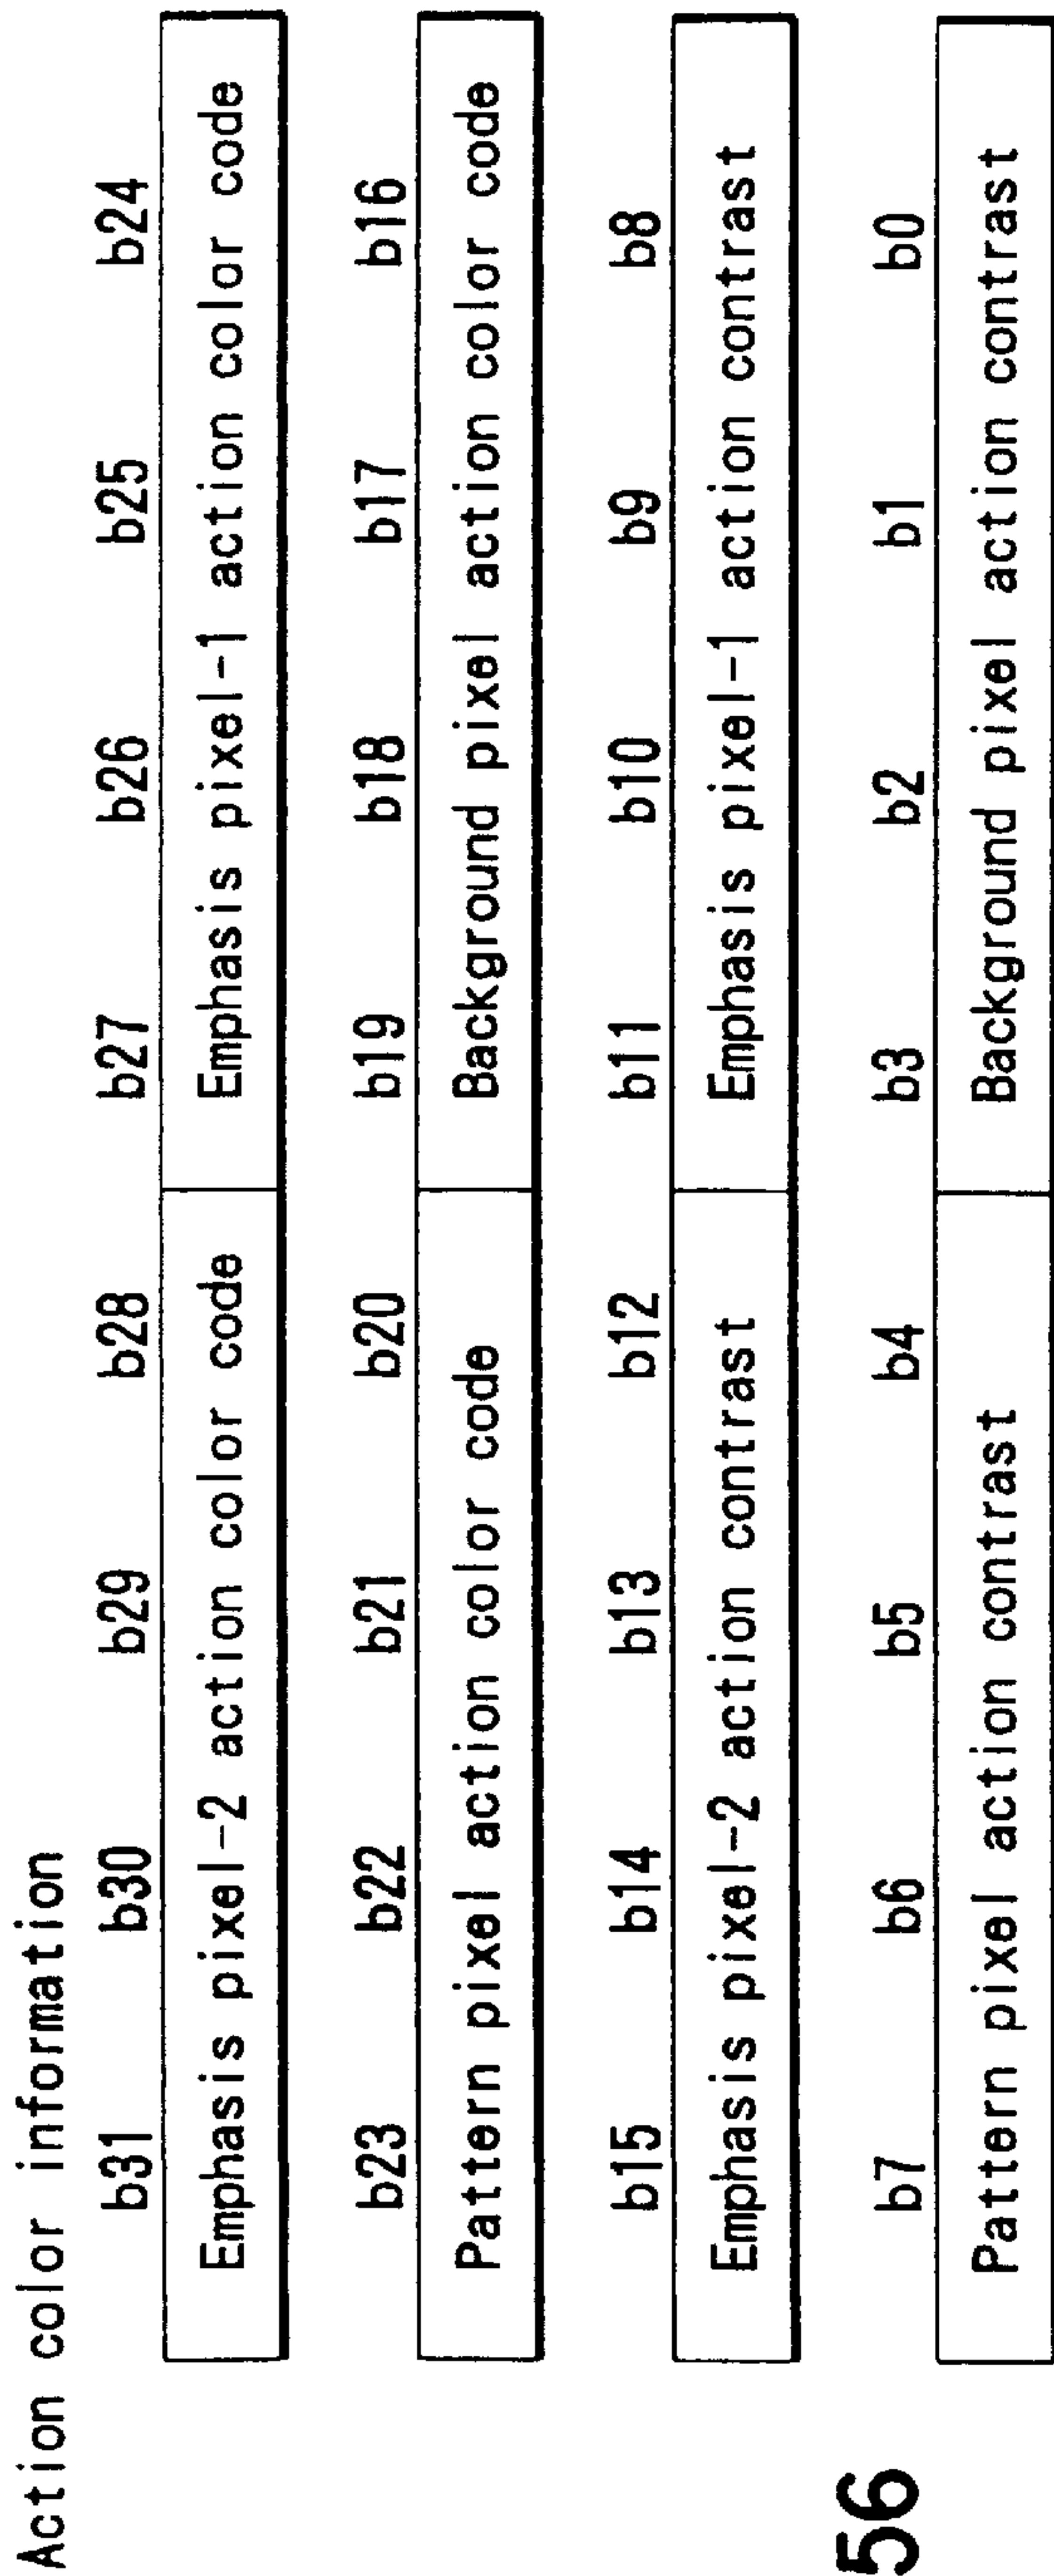 Action color information
b31 b30 b29 b28 b27 b26 b25 b24
Emphasis pixel-2 action color code Emphasis pixel-1 action color code
b23 b22 b21 b20 b19 b18 b17 b16
Pattern pixel action color code Background pixel action color code
b15 b14 b13 b12 b11 b10 b9 b8
Emphasis pixel-2 action contrast Emphasis pixel-1 action contrast
b7 b6 b5 b4 b3 b2 b1 b0
Pattern pixel action contrast Background pixel action contrast
56